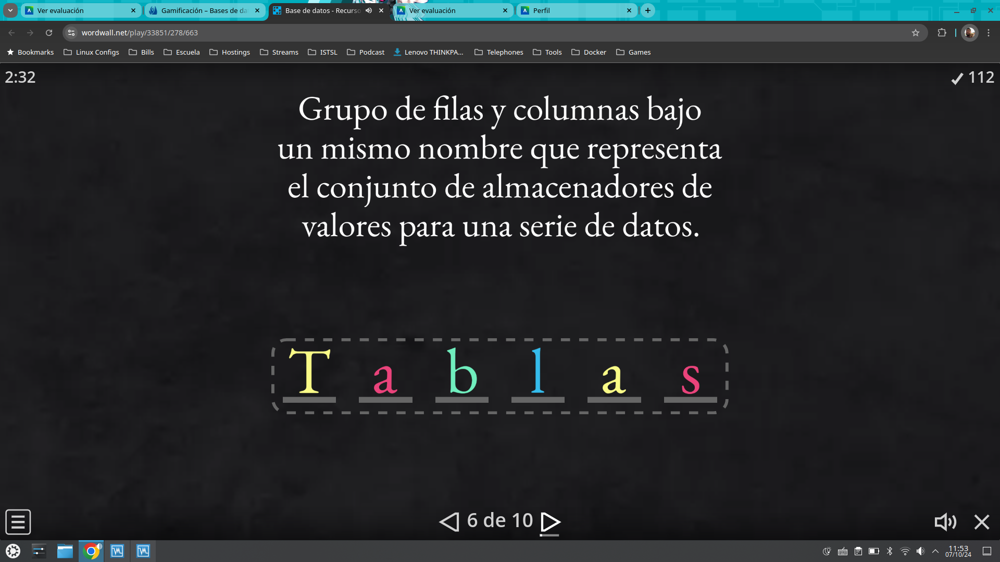 Ver evaluación
Gamificación – Bases de da
Base de datos - Recurso
Ver evaluación
Perfil
wordwall.net/play/33851/278/663
Bookmarks Linux Configs Bills Escuela Hostings Streams ISTSL Podcast Lenovo THINKPA... Telephones Tools Docker Games
2:32
112
Grupo de filas y columnas bajo
un mismo nombre que representa
el conjunto de almacenadores de
valores para una serie de datos.
Tablas
6 de 10
11:53
07/10/24